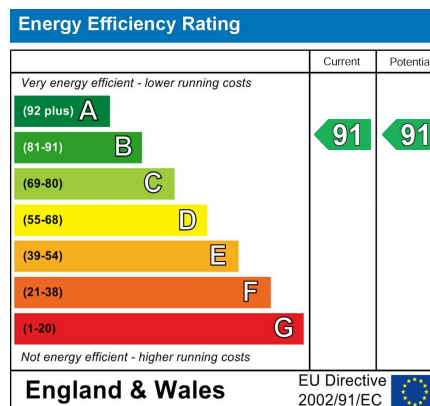 Energy Efficiency Rating
Current Potentia
Very energy efficient - lower running costs
(92 plus) A
(81-91) B
91 91
(69-80) C
(55-68) D
(39-54) E
(21-38) F
(1-20) G
Not energy efficient - higher running costs
England & Wales
EU Directive
2002/91/EC